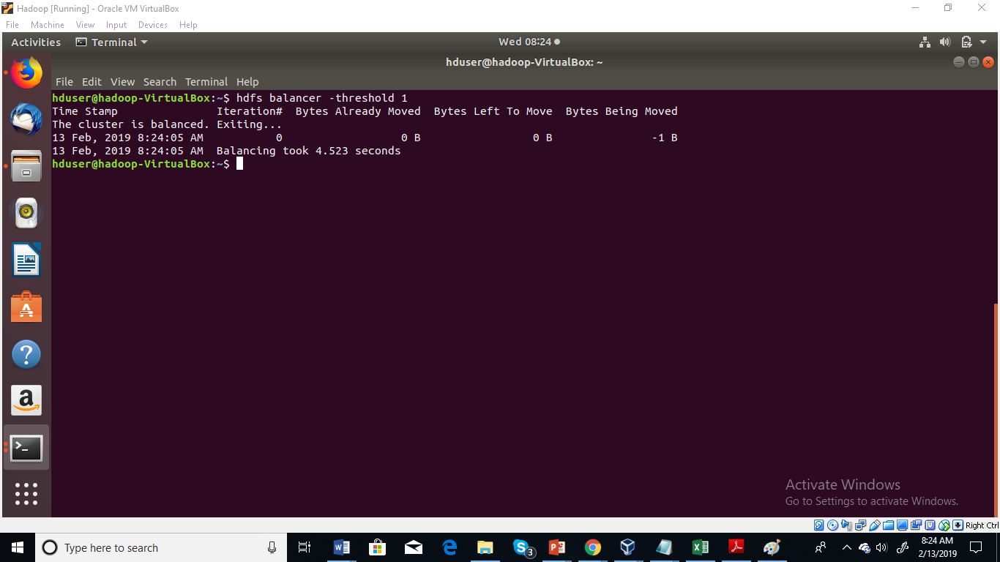 Hadoop [Running] - Oracle VM VirtualBox
File Machine View Input Devices Help
Activities Terminal Wed 08:24
hduser@hadoop-VirtualBox: ~
File Edit View Search Terminal Help
hduser@hadoop-VirtualBox:~$ hdfs balancer -threshold 1
Time Stamp Iteration# Bytes Already Moved Bytes Left To Move Bytes Being Moved
The cluster is balanced. Exiting...
13 Feb, 2019 8:24:05 AM 0 0 B 0 B -1 B
13 Feb, 2019 8:24:05 AM Balancing took 4.523 seconds
hduser@hadoop-VirtualBox:~$
Activate Windows
Go to Settings to activate Windows.
Right Ctrl
Type here to search 3 8:24 AM
2/13/2019